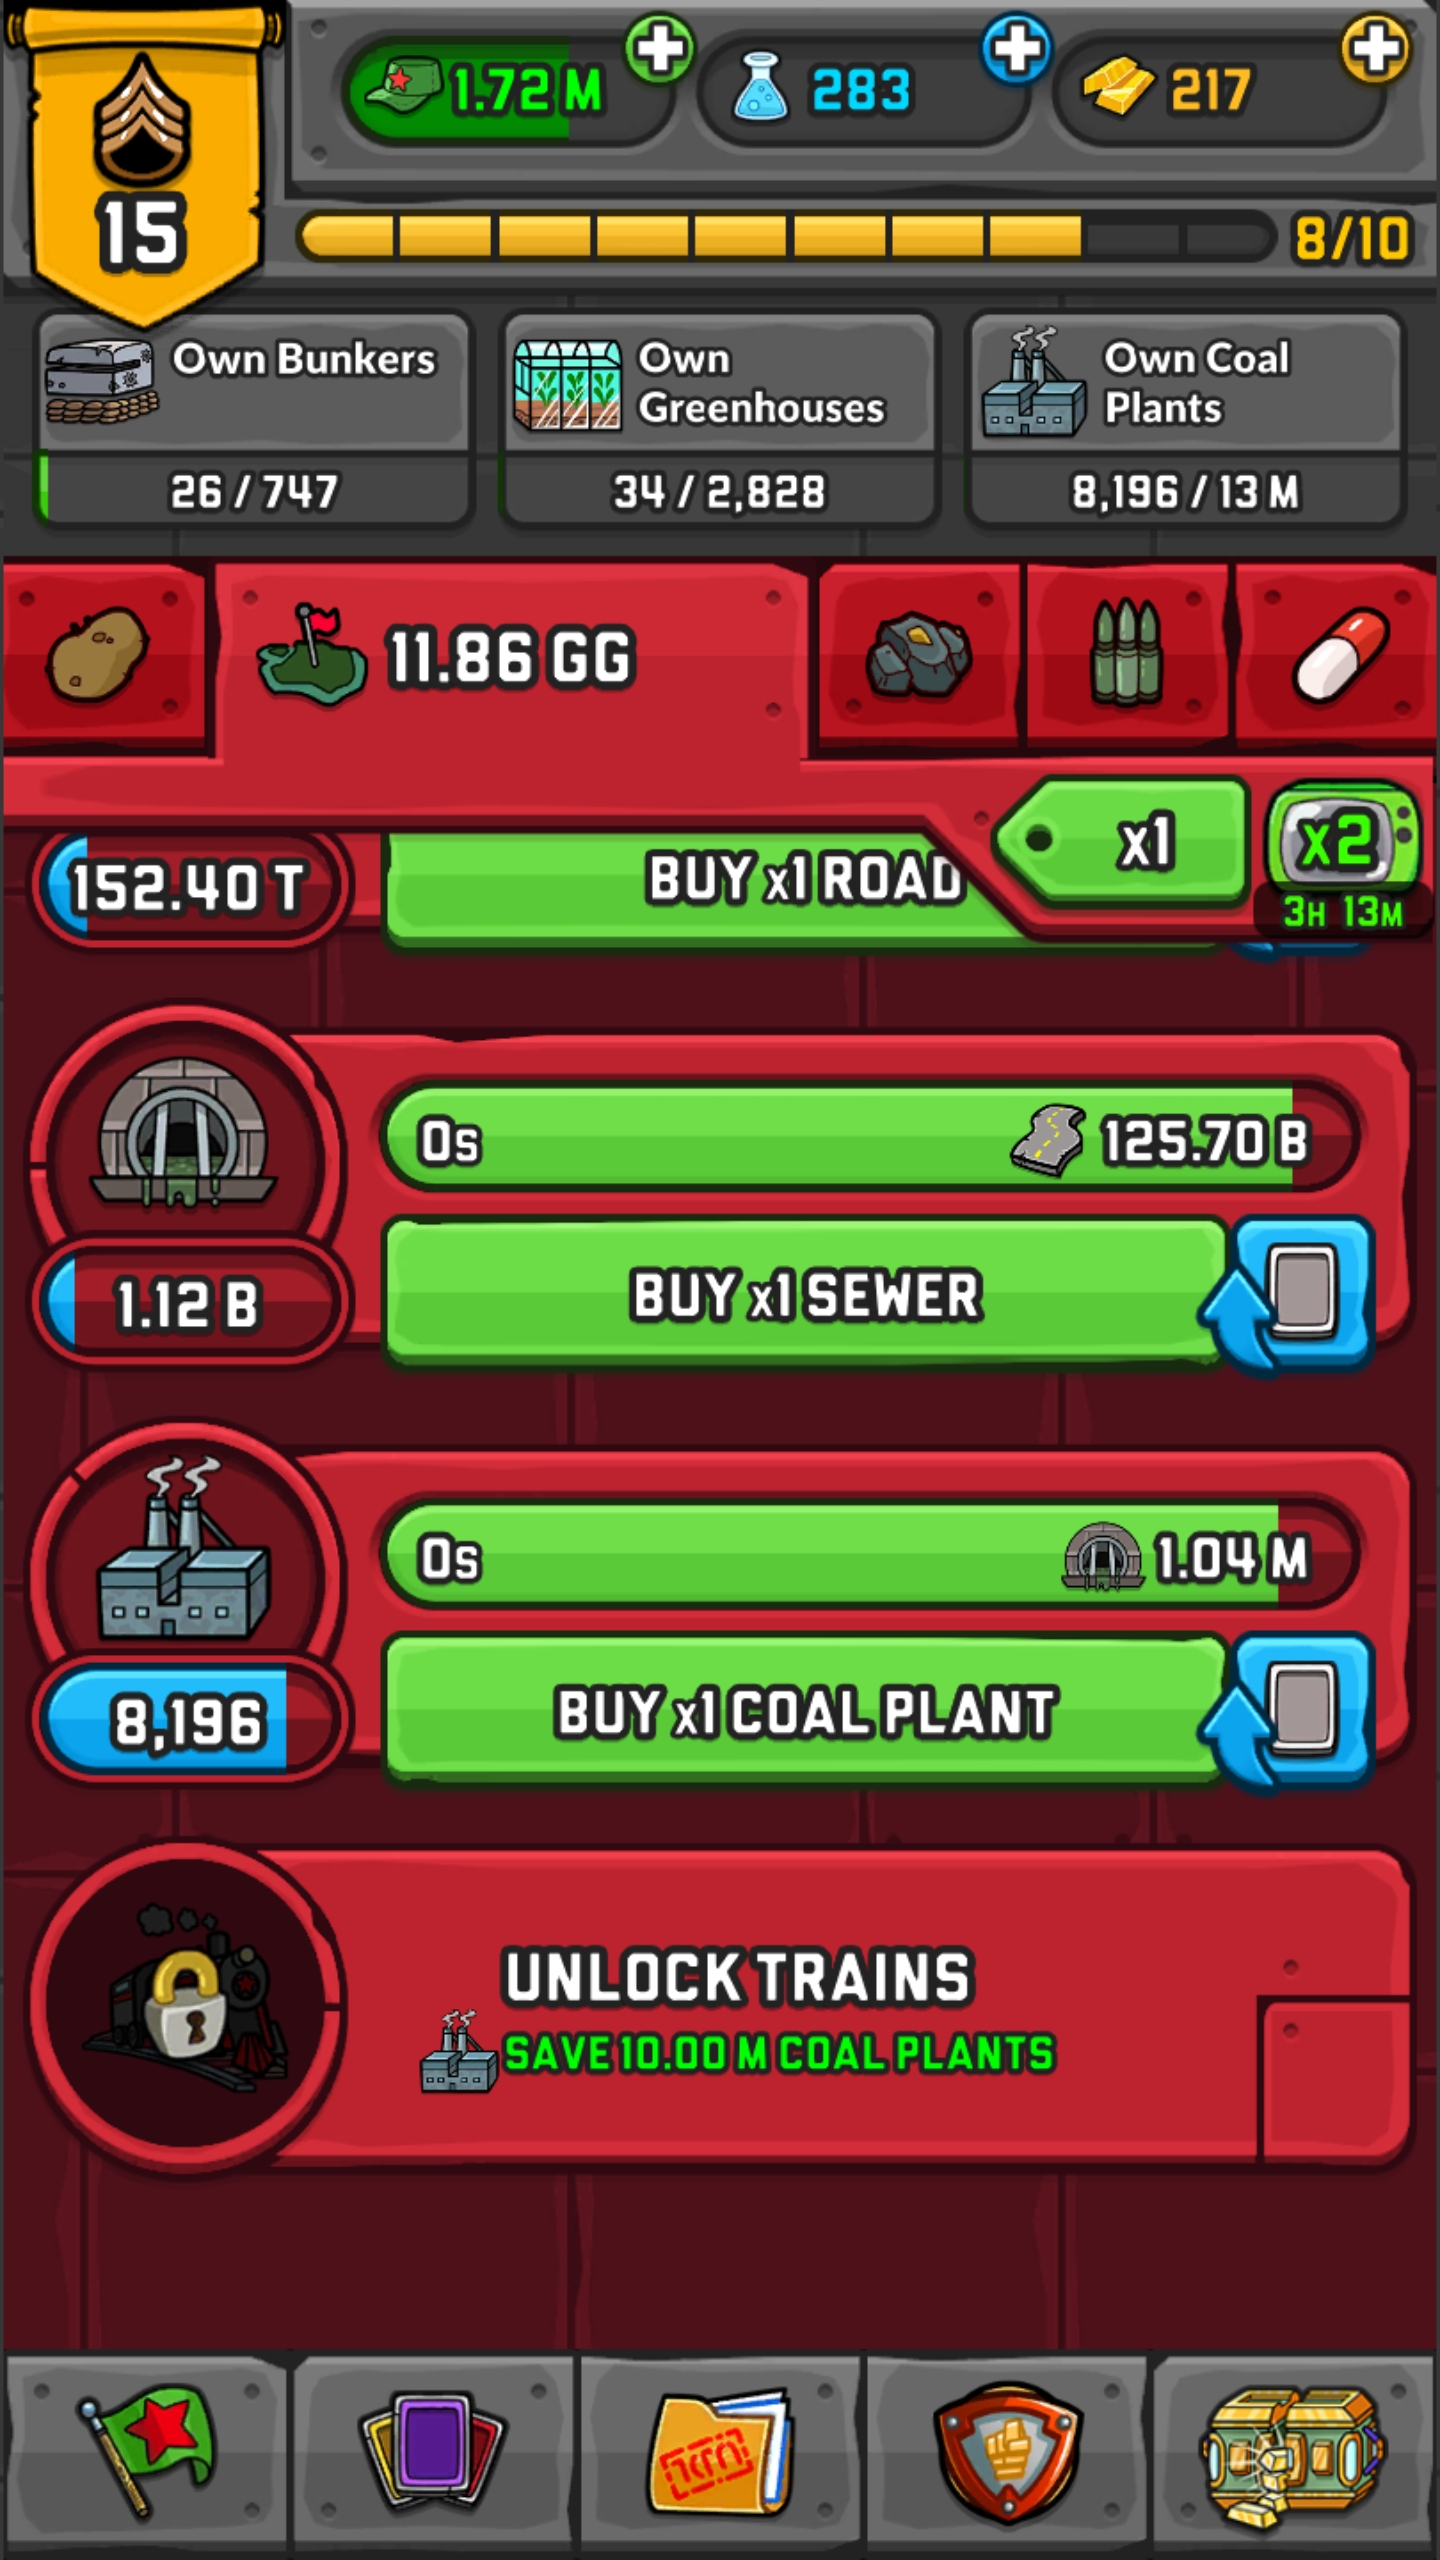 15
1.72 M
283
217
8/10
Own Bunkers
26 / 747
Own
Greenhouses
34 / 2,828
Own Coal
Plants
8,196 / 13 M
11.86 GG
x1
x2
3H 13M
152.40 T
BUY x1 ROAD
0s
125.70 B
1.12 B
BUY x1 SEWER
0s
1.04 M
8,196
BUY x1 COAL PLANT
UNLOCK TRAINS
SAVE 10.00 M COAL PLANTS